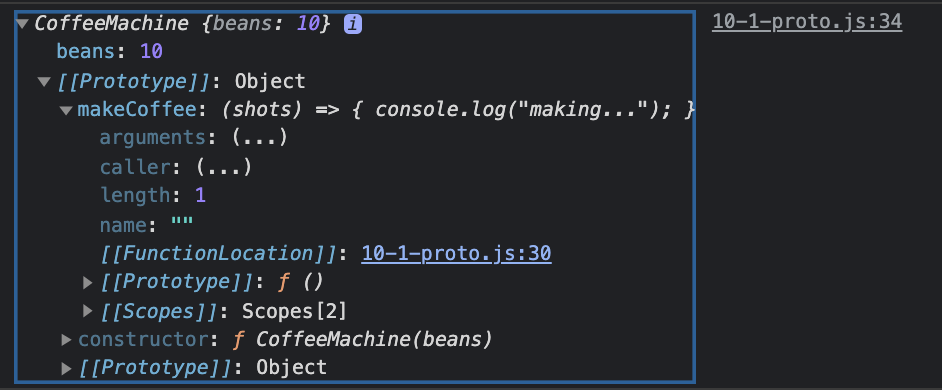 CoffeeMachine {beans: 10} i 10-1-proto.js:34
beans: 10
[[Prototype]]: Object
makeCoffee: (shots) => { console.log("making..."); }
arguments: (...)
caller: (...)
length: 1
name: ""
[[FunctionLocation]]: 10-1-proto.js:30
[[Prototype]]: ƒ ()
[[Scopes]]: Scopes[2]
constructor: ƒ CoffeeMachine(beans)
[[Prototype]]: Object